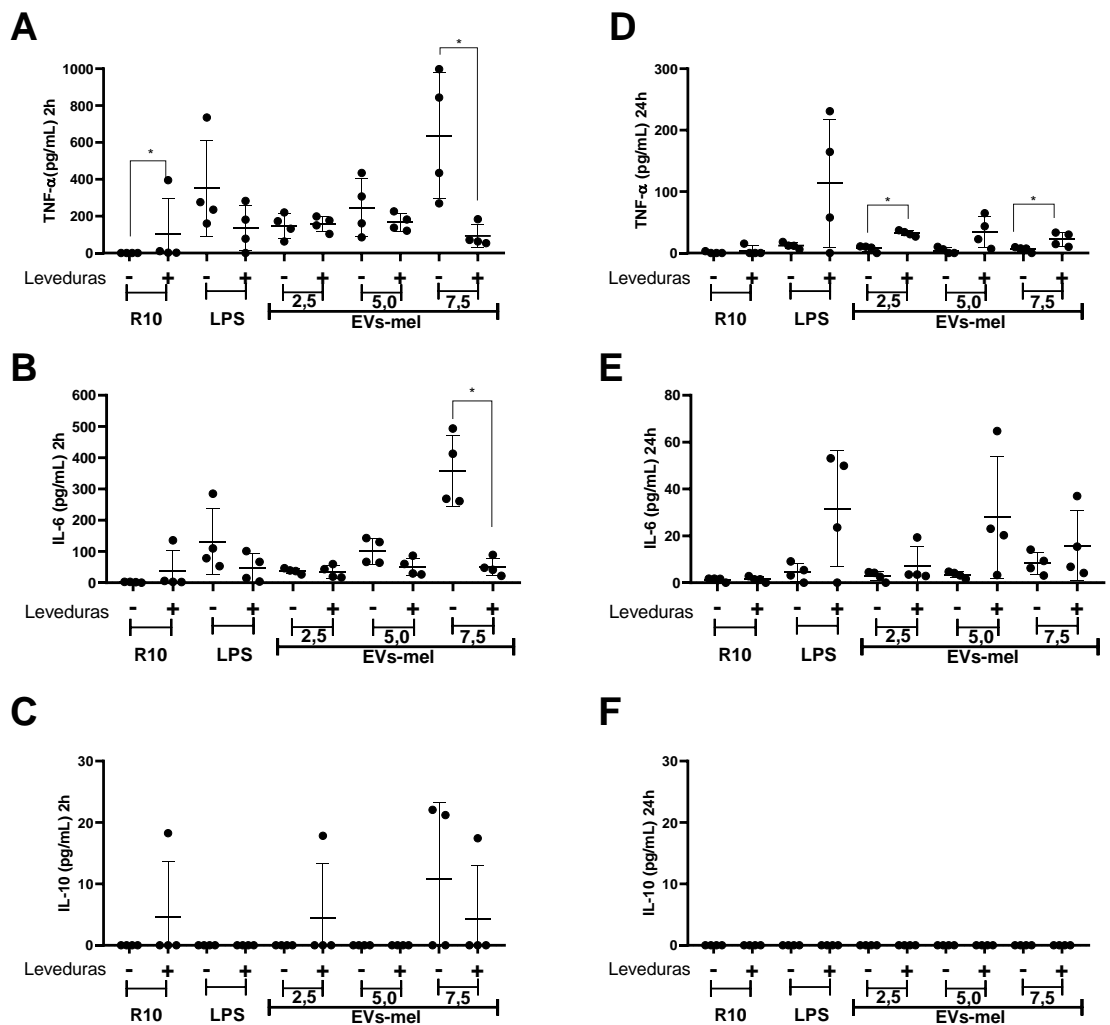 A
TNF-α(pg/mL) 2h
1000
800
600
400
200
0
*
*
Leveduras - + - + - + - + - +
2,5 5,0 7,5
R10 LPS EVs-mel
D
TNF-α (pg/mL) 24h
300
200
100
0
*
*
Leveduras - + - + - + - + - +
2,5 5,0 7,5
R10 LPS EVs-mel
B
IL-6 (pg/mL) 2h
600
500
400
300
200
100
0
*
Leveduras - + - + - + - + - +
2,5 5,0 7,5
R10 LPS EVs-mel
E
IL-6 (pg/mL) 24h
80
60
40
20
0
Leveduras - + - + - + - + - +
2,5 5,0 7,5
R10 LPS EVs-mel
C
IL-10 (pg/mL) 2h
30
20
10
0
Leveduras - + - + - + - + - +
2,5 5,0 7,5
R10 LPS EVs-mel
F
IL-10 (pg/mL) 24h
30
20
10
0
Leveduras - + - + - + - + - +
2,5 5,0 7,5
R10 LPS EVs-mel